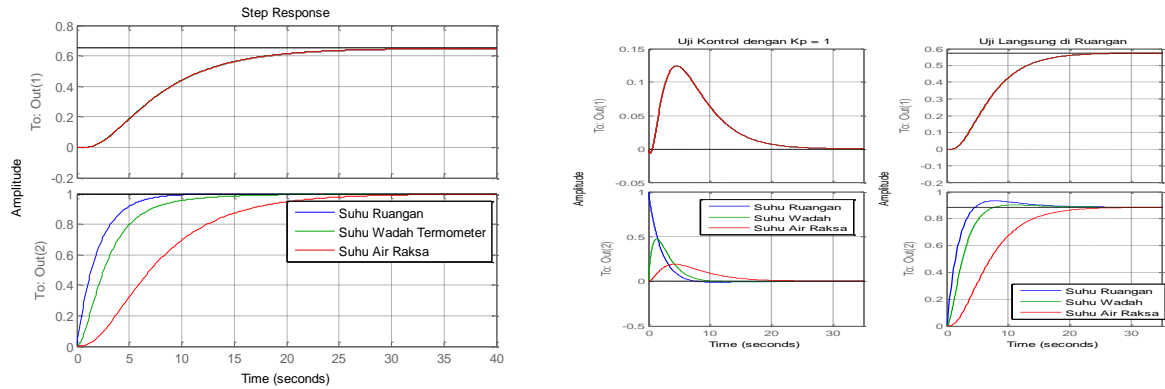 Step Response
0.8
0.6
0.4
0.2
0
-0.2
To: Out(1)
Amplitude
1
0.8
0.6
0.4
0.2
0
To: Out(2)
Suhu Ruangan
Suhu Wadah Termometer
Suhu Air Raksa
0 5 10 15 20 25 30 35 40
Time (seconds)
Uji Kontrol dengan Kp = 1
0.15
0.1
0.05
0
-0.05
To: Out(1)
Amplitude
1
0.5
0
-0.5
To: Out(2)
Suhu Ruangan
Suhu Wadah
Suhu Air Raksa
0 10 20 30
Time (seconds)
Uji Langsung di Ruangan
0.6
0.5
0.4
0.3
0.2
0.1
0
-0.1
-0.2
To: Out(1)
Amplitude
1
0.8
0.6
0.4
0.2
0
To: Out(2)
Suhu Ruangan
Suhu Wadah
Suhu Air Raksa
0 10 20 30
Time (seconds)